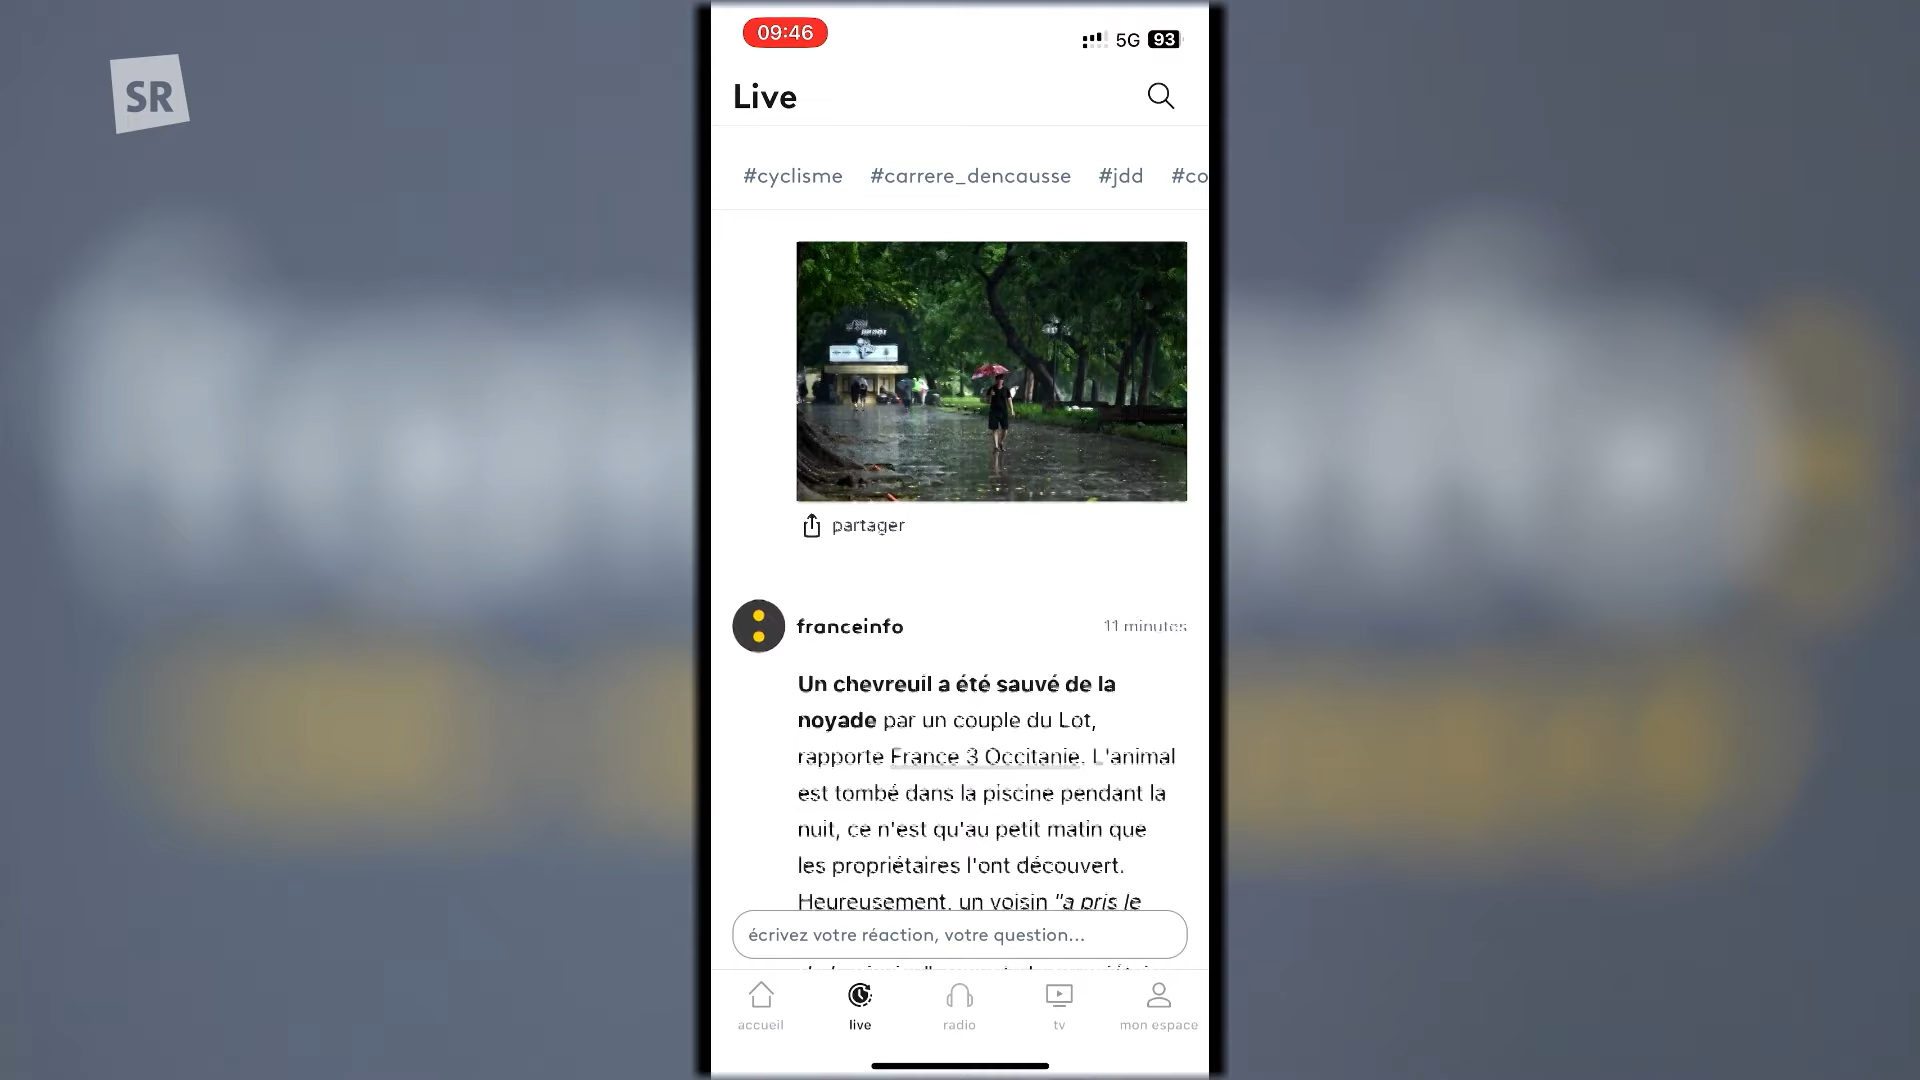 SR
09:46
5G 93
Live
#cyclisme #carrere_dencausse #jdd #co
partager
franceinfo
11 minutes
Un chevreuil a été sauvé de la
noyade par un couple du Lot,
rapporte France 3 Occitanie. L'animal
est tombé dans la piscine pendant la
nuit, ce n'est qu'au petit matin que
les propriétaires l'ont découvert.
Heureusement, un voisin "a pris le
écrivez votre réaction, votre question...
accueil live radio tv mon espace